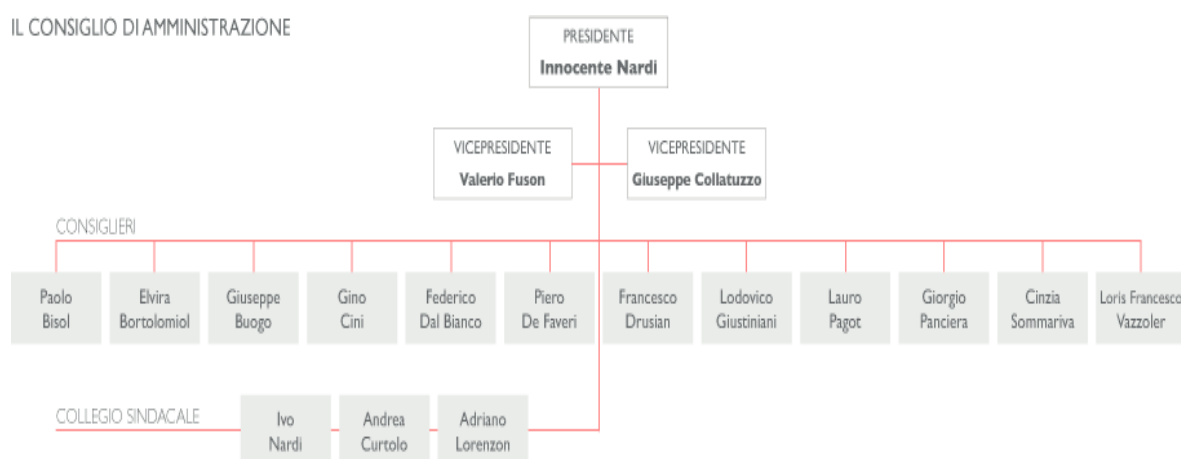 IL CONSIGLIO DI AMMINISTRAZIONE
PRESIDENTE
Innocente Nardi
VICEPRESIDENTE
Valerio Fuson
VICEPRESIDENTE
Giuseppe Collatuzzo
CONSIGLIERI
Paolo
Bisol
Elvira
Bortolomiol
Giuseppe
Buogo
Gino
Cini
Federico
Dal Bianco
Piero
De Faveri
Francesco
Drusian
Lodovico
Giustiniani
Lauro
Pagot
Giorgio
Panciera
Cinzia
Sommariva
Loris Francesco
Vazzoler
COLLEGIO SINDACALE
Ivo
Nardi
Andrea
Curtolo
Adriano
Lorenzon